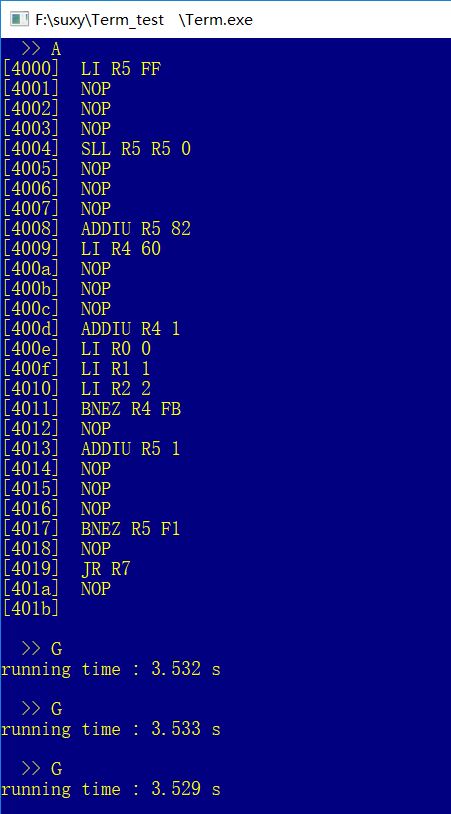 F:\suxy\Term_test   \Term.exe
>> A
[4000]  LI R5 FF
[4001]  NOP
[4002]  NOP
[4003]  NOP
[4004]  SLL R5 R5 0
[4005]  NOP
[4006]  NOP
[4007]  NOP
[4008]  ADDIU R5 82
[4009]  LI R4 60
[400a]  NOP
[400b]  NOP
[400c]  NOP
[400d]  ADDIU R4 1
[400e]  LI R0 0
[400f]  LI R1 1
[4010]  LI R2 2
[4011]  BNEZ R4 FB
[4012]  NOP
[4013]  ADDIU R5 1
[4014]  NOP
[4015]  NOP
[4016]  NOP
[4017]  BNEZ R5 F1
[4018]  NOP
[4019]  JR R7
[401a]  NOP
[401b]
>> G
running time : 3.532 s
>> G
running time : 3.533 s
>> G
running time : 3.529 s